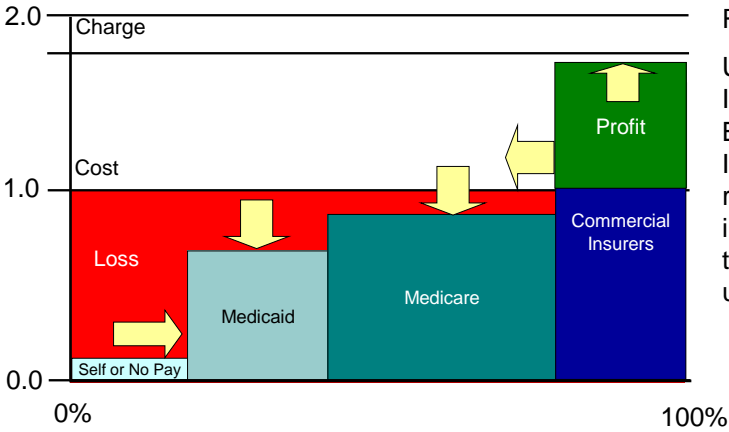 2.0
Charge
Profit
Cost
1.0
Commercial
Insurers
Loss
Medicare
Medicaid
Self or No Pay
0.0
0%
100%